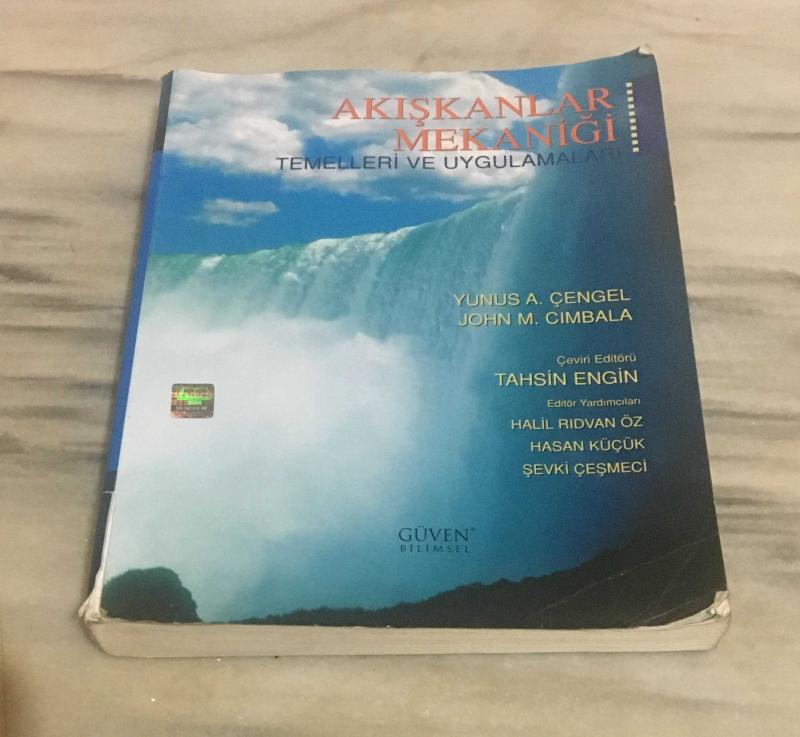 AKIŞKANLAR
MEKANİĞİ
TEMELLERİ VE UYGULAMALARI
YUNUS A. ÇENGEL
JOHN M. CIMBALA
Çeviri Editörü
TAHSİN ENGİN
Editör Yardımcıları
HALİL RIDVAN ÖZ
HASAN KÜÇÜK
ŞEVKİ ÇEŞMECİ
GÜVEN®
BİLİMSEL